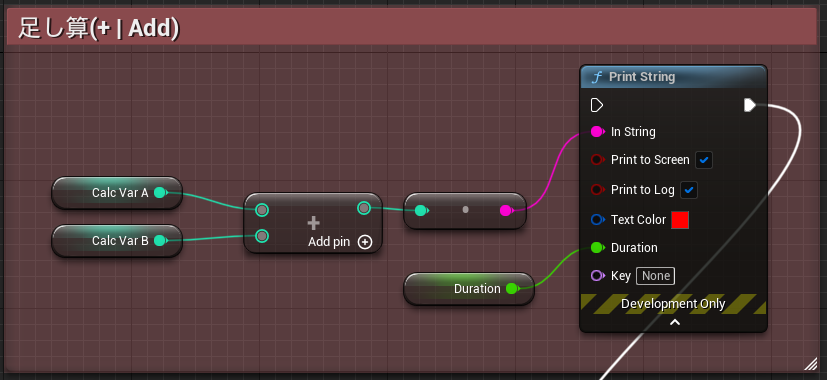 足し算(+ | Add)
f Print String
In String
Print to Screen
Print to Log
Text Color
Duration
Key None
Development Only
Calc Var A
Calc Var B
+
Add pin
Duration